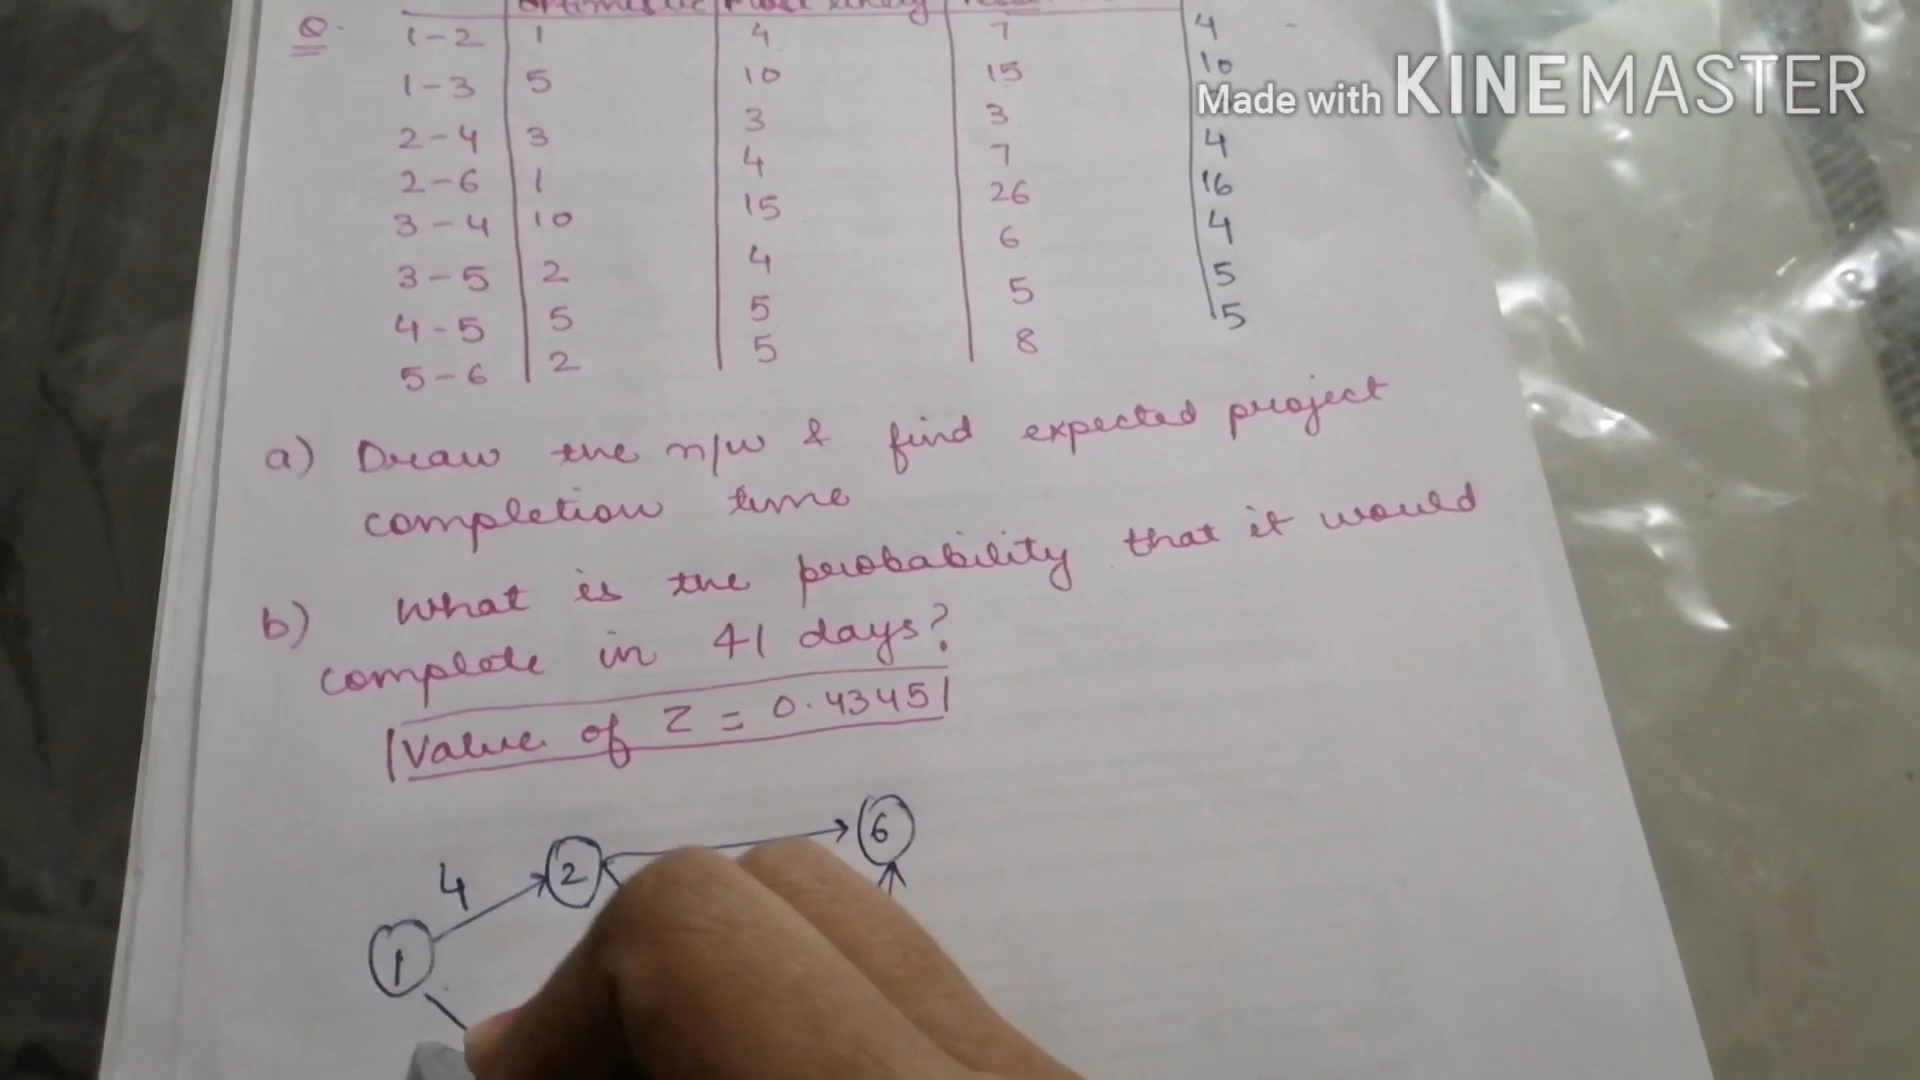 Q. 1-2 1 4 7 4
1-3 5 10 15 10
2-4 3 3 3
2-6 1 4 7 4
3-4 10 15 26 16
3-5 2 4 6 4
4-5 5 5 5 5
5-6 2 5 8 5
Made with KINEMASTER
a) Draw the n/w & find expected project
completion time
b) What is the probability that it would
complete in 41 days?
Value of Z = 0.4345
4
2
6
1